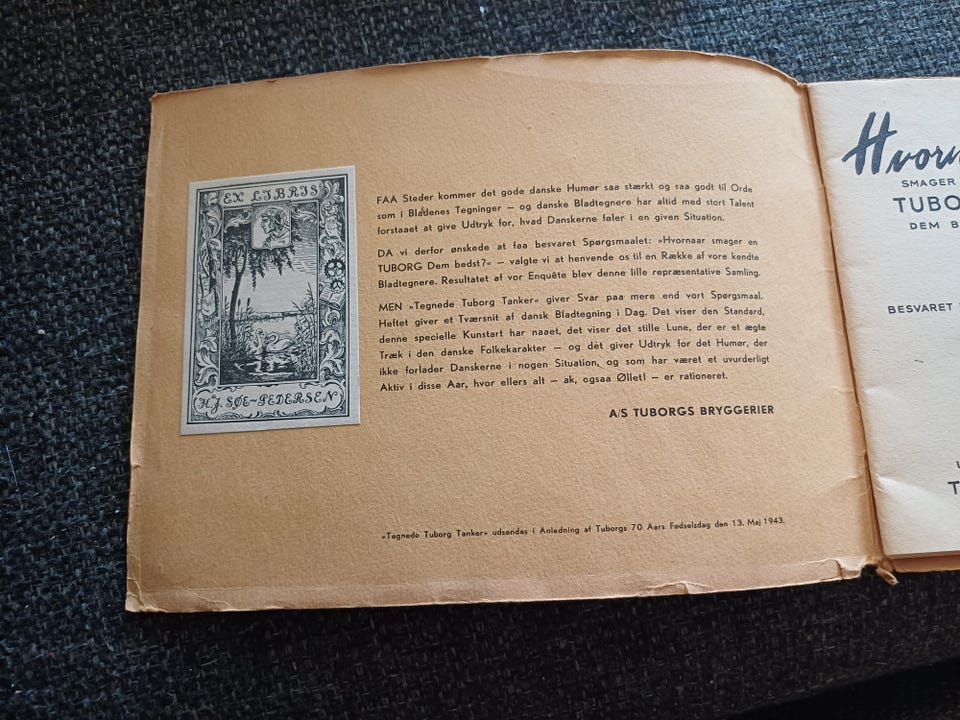 EX LIBRIS
HJ. SØE-PEDERSEN
FAA Steder kommer det gode danske Humør saa stærkt og saa godt til Orde
som i Bladenes Tegninger – og danske Bladtegnere har altid med stort Talent
forstaaet at give Udtryk for, hvad Danskerne føler i en given Situation.
DA vi derfor ønskede at faa besvaret Spørgsmaalet: »Hvornaar smager en
TUBORG Dem bedst?« – valgte vi at henvende os til en Række af vore kendte
Bladtegnere. Resultatet af vor Enquête blev denne lille repræsentative Samling.
MEN »Tegnede Tuborg Tanker« giver Svar paa mere end vort Spørgsmaal.
Heftet giver et Tværsnit af dansk Bladtegning i Dag. Det viser den Standard,
denne specielle Kunstart har naaet, det viser det stille Lune, der er et ægte
Træk i den danske Folkekarakter – og dét giver Udtryk for det Humør, der
ikke forlader Danskerne i nogen Situation, og som har været et uvurderligt
Aktiv i disse Aar, hvor ellers alt – ak, ogsaa Øllet! – er rationeret.
A/S TUBORGS BRYGGERIER
»Tegnede Tuborg Tanker« udsendes i Anledning af Tuborgs 70 Aars Fødselsdag den 13. Maj 1943.
Hvorn
SMAGER
TUBO
DEM B
BESVARET
U
T